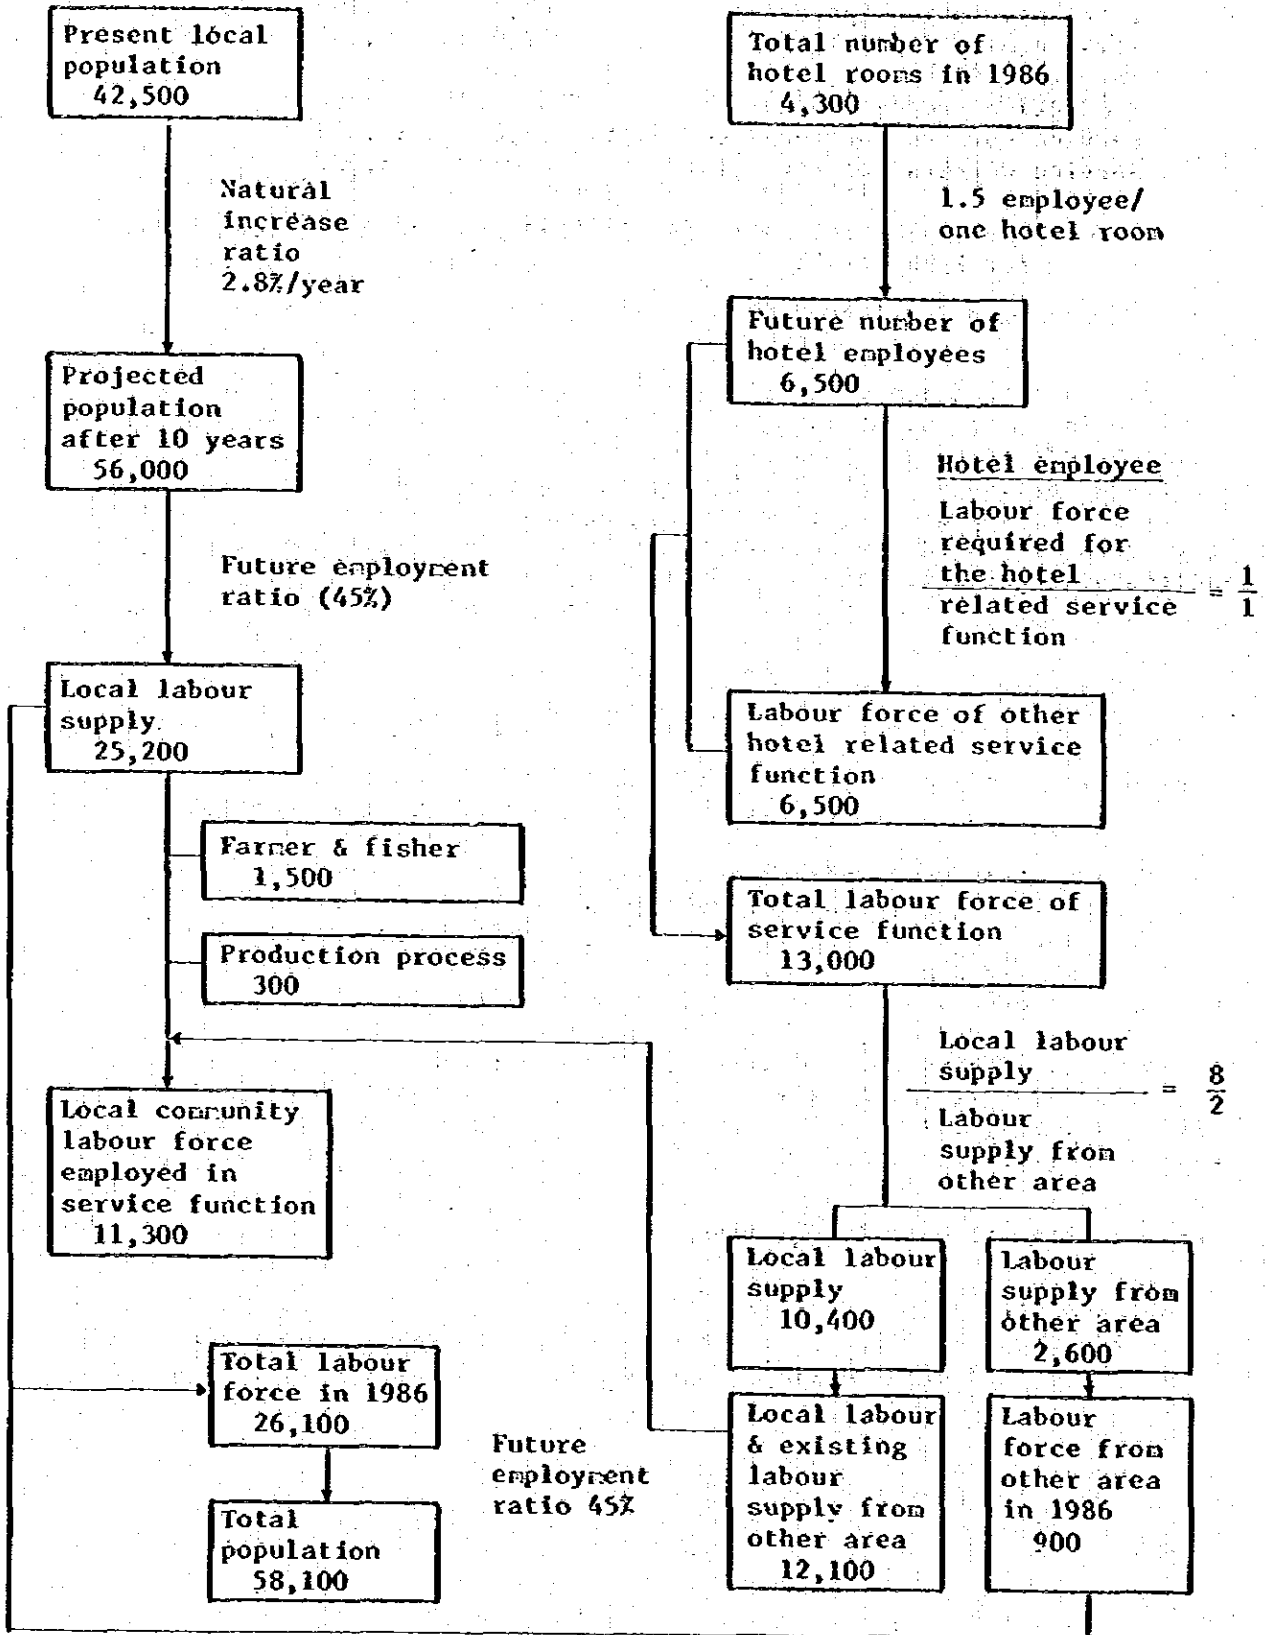 Present local
population
42,500
Natural
increase
ratio
2.8%/year
Projected
population
after 10 years
56,000
Future employment
ratio (45%)
Local labour
supply.
25,200
Farmer & fisher
1,500
Production process
300
Local community
labour force
employed in
service function
11,300
Total labour
force in 1986
26,100
Future
employment
ratio 45%
Total
population
58,100
Total number of
hotel rooms in 1986
4,300
1.5 employee/
one hotel room
Future number of
hotel employees
6,500
Hotel employee
Labour force
required for
the hotel
related service
function
= 1/1
Labour force of other
hotel related service
function
6,500
Total labour force of
service function
13,000
Local labour
supply
Labour
supply from
other area
= 8/2
Local labour
supply
10,400
Labour
supply from
other area
2,600
Local labour
& existing
labour
supply from
other area
12,100
Labour
force from
other area
in 1986
900